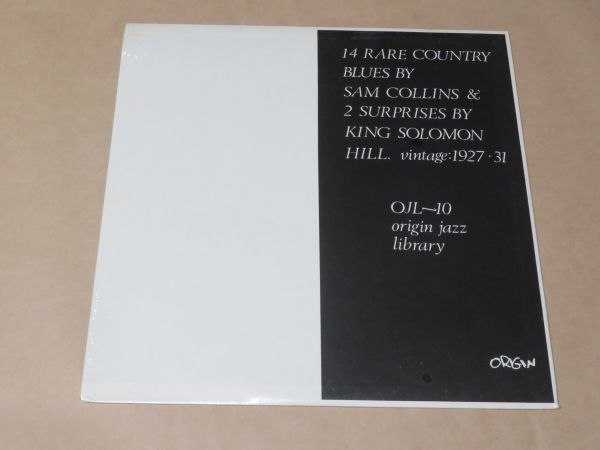 14 RARE COUNTRY
BLUES BY
SAM COLLINS &
2 SURPRISES BY
KING SOLOMON
HILL. vintage:1927·31
OJL—10
origin jazz
library
ORIGIN